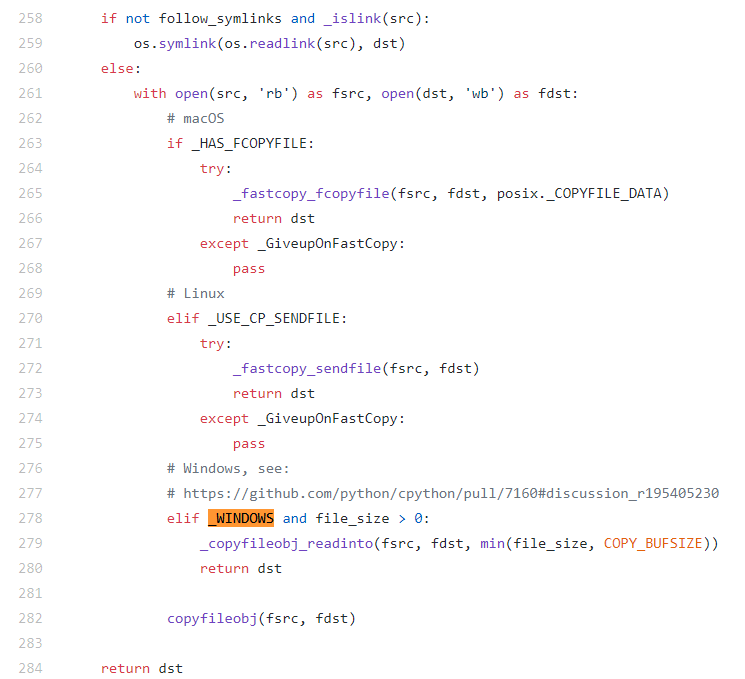 258 if not follow_symlinks and _islink(src):
259 os.symlink(os.readlink(src), dst)
260 else:
261 with open(src, 'rb') as fsrc, open(dst, 'wb') as fdst:
262 # macOS
263 if _HAS_FCOPYFILE:
264 try:
265 _fastcopy_fcopyfile(fsrc, fdst, posix._COPYFILE_DATA)
266 return dst
267 except _GiveupOnFastCopy:
268 pass
269 # Linux
270 elif _USE_CP_SENDFILE:
271 try:
272 _fastcopy_sendfile(fsrc, fdst)
273 return dst
274 except _GiveupOnFastCopy:
275 pass
276 # Windows, see:
277 # https://github.com/python/cpython/pull/7160#discussion_r195405230
278 elif _WINDOWS and file_size > 0:
279 _copyfileobj_readinto(fsrc, fdst, min(file_size, COPY_BUFSIZE))
280 return dst
281
282 copyfileobj(fsrc, fdst)
283
284 return dst